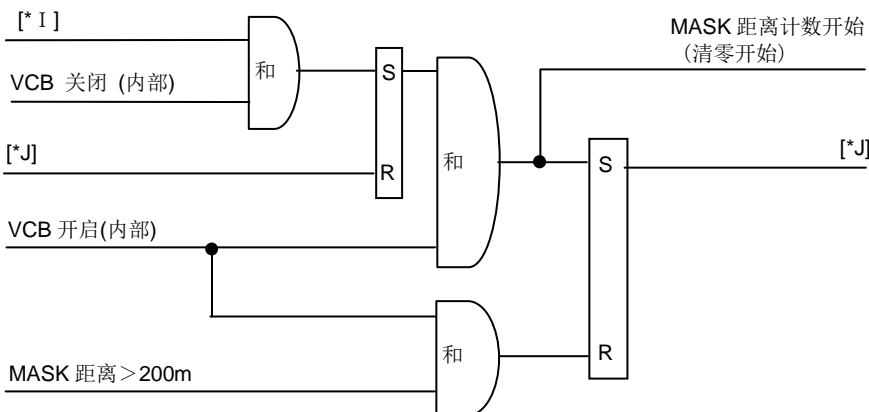 [*Ⅰ]
MASK 距离计数开始
（清零开始）
和
S
VCB 关闭 (内部)
[*J]
[*J]
R
和
S
VCB 开启(内部)
和
R
MASK 距离＞200m